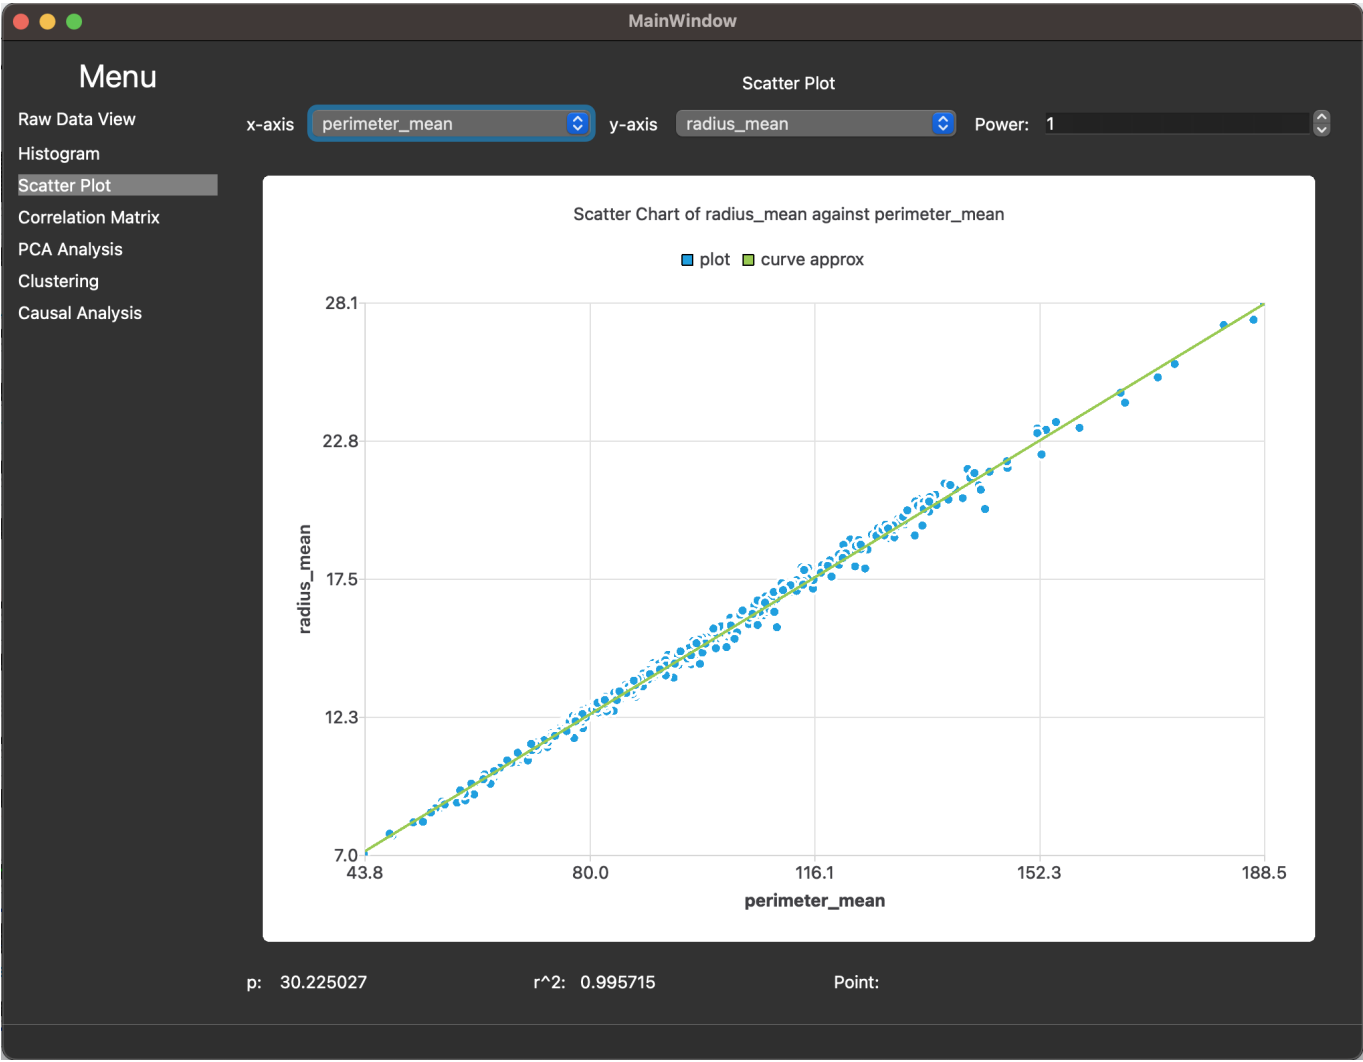 MainWindow
Menu
Raw Data View
Histogram
Scatter Plot
Correlation Matrix
PCA Analysis
Clustering
Causal Analysis
Scatter Plot
x-axis perimeter_mean y-axis radius_mean Power: 1
Scatter Chart of radius_mean against perimeter_mean
plot curve approx
28.1
22.8
17.5
12.3
7.0
radius_mean
43.8 80.0 116.1 152.3 188.5
perimeter_mean
p: 30.225027 r^2: 0.995715 Point: